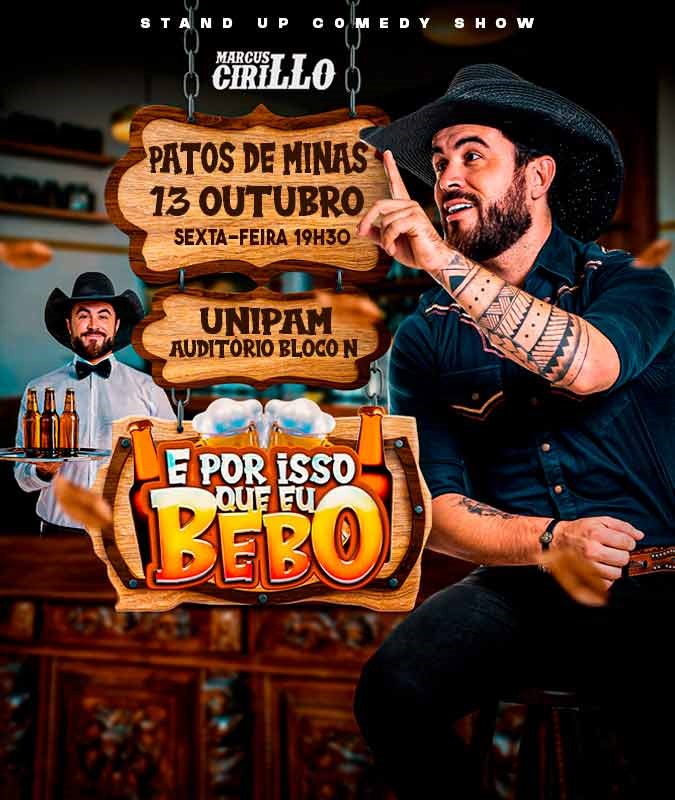 STAND UP COMEDY SHOW
MARCUS
CIRILLO
PATOS DE MINAS
13 OUTUBRO
SEXTA-FEIRA 19H30
UNIPAM
AUDITÓRIO BLOCO N
E POR ISSO
QUE EU
BEBO